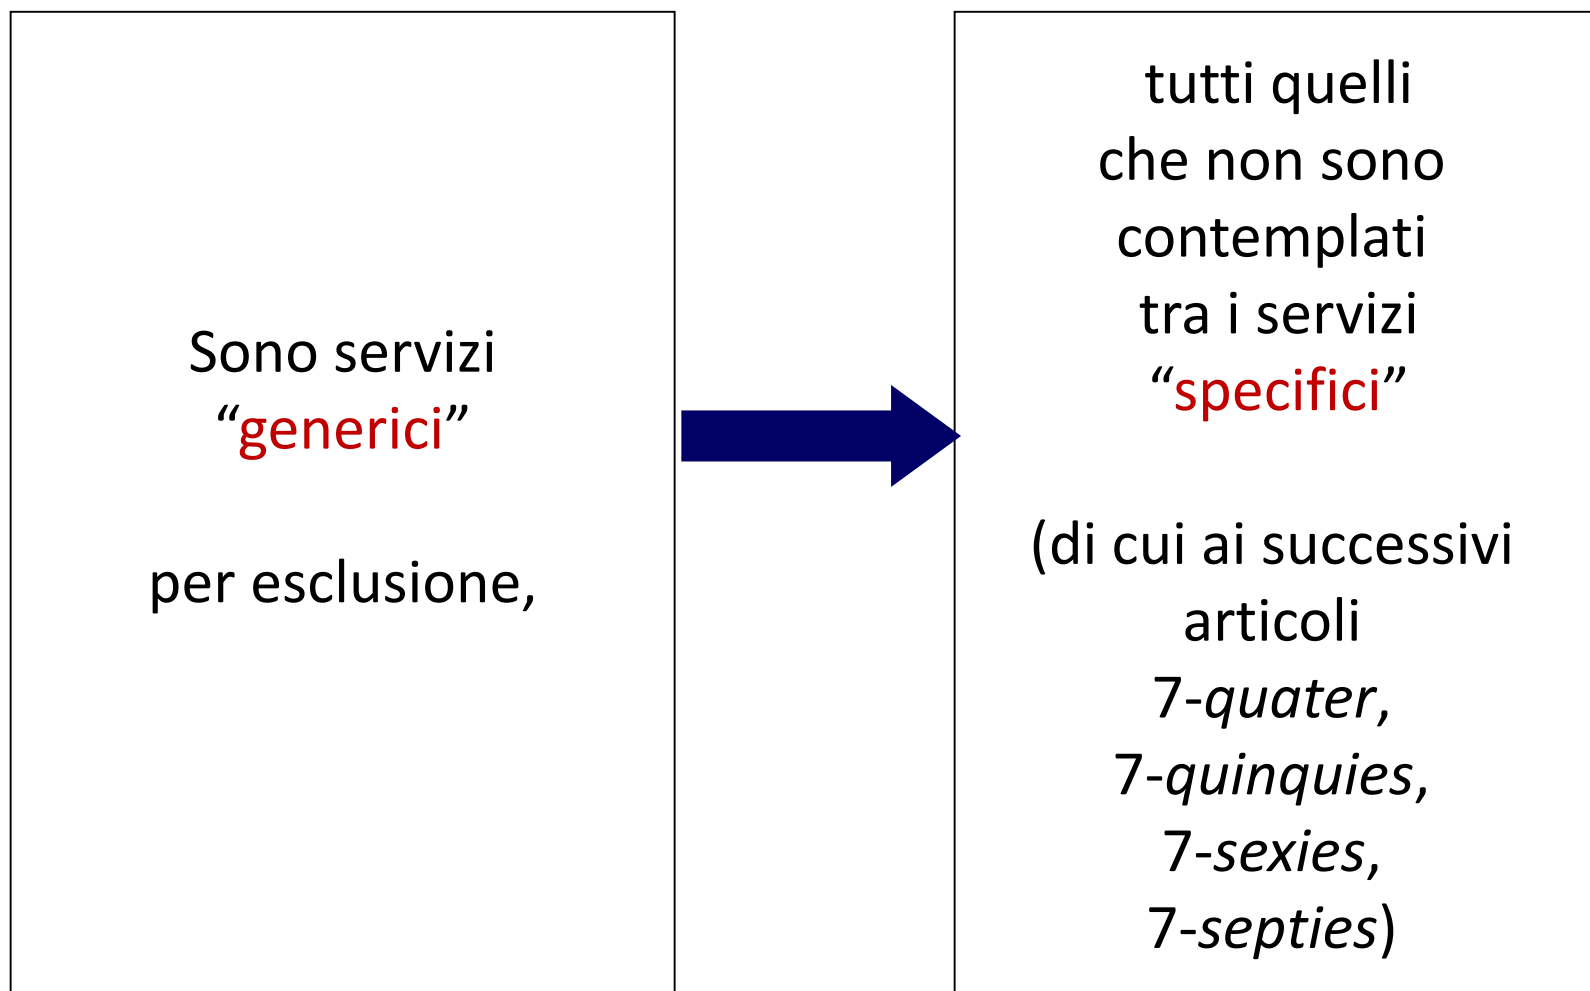 Sono servizi
“generici”
per esclusione,
tutti quelli
che non sono
contemplati
tra i servizi
“specifici”
(di cui ai successivi
articoli
7-quater,
7-quinquies,
7-sexies,
7-septies)